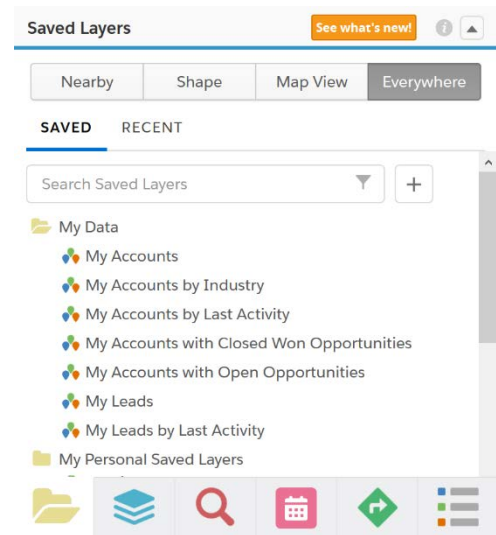 Saved Layers See what's new!
Nearby Shape Map View Everywhere
SAVED RECENT
Search Saved Layers
My Data
My Accounts
My Accounts by Industry
My Accounts by Last Activity
My Accounts with Closed Won Opportunities
My Accounts with Open Opportunities
My Leads
My Leads by Last Activity
My Personal Saved Layers